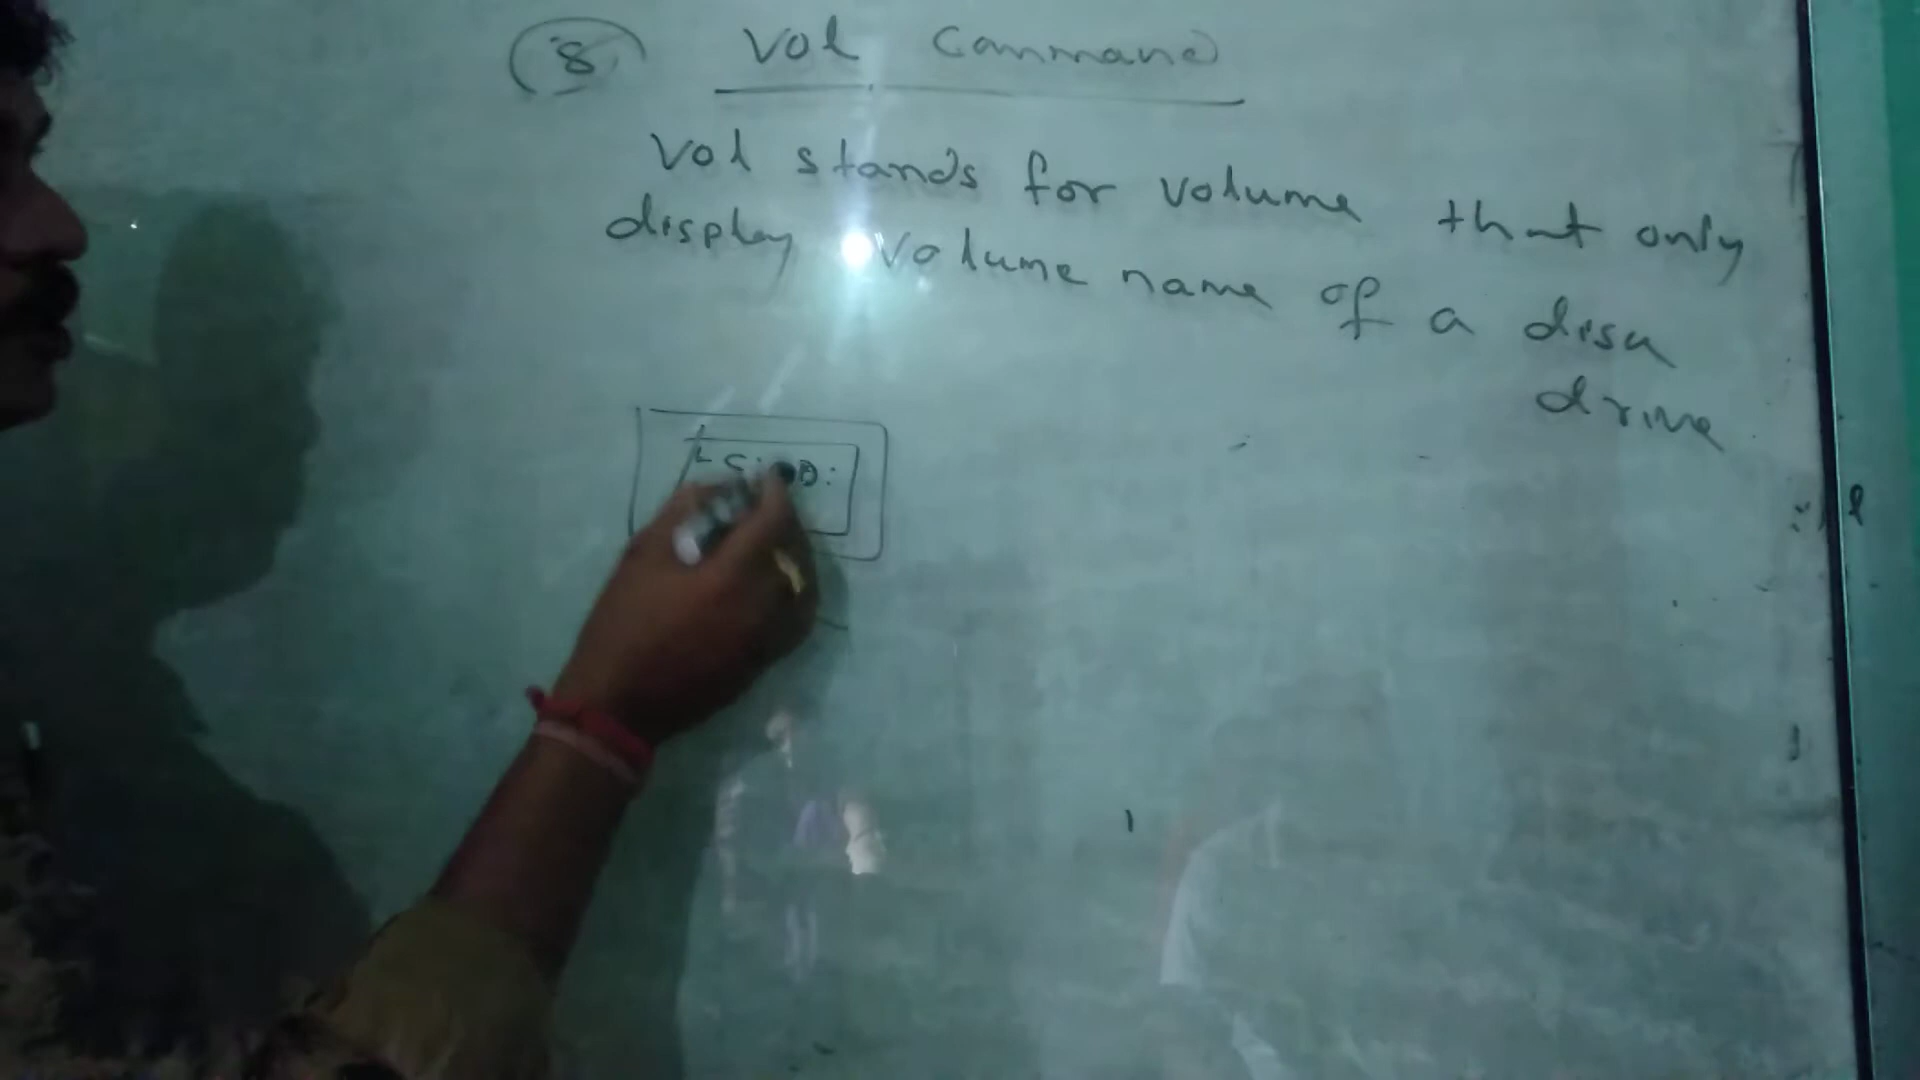 8 Vol Command
Vol stands for volume that only
display volume name of a disk
drive
C: D: